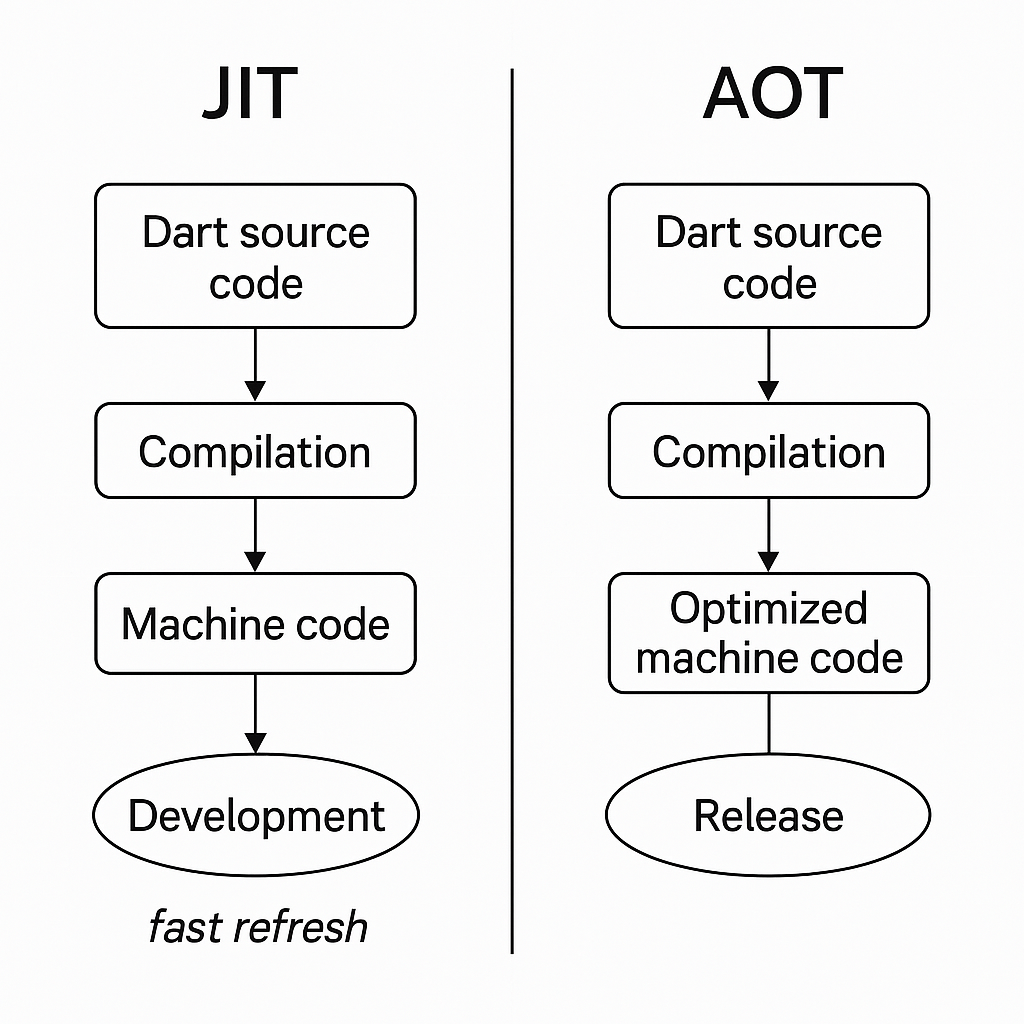 JIT
Dart source
code
Compilation
Machine code
Development
fast refresh
AOT
Dart source
code
Compilation
Optimized
machine code
Release